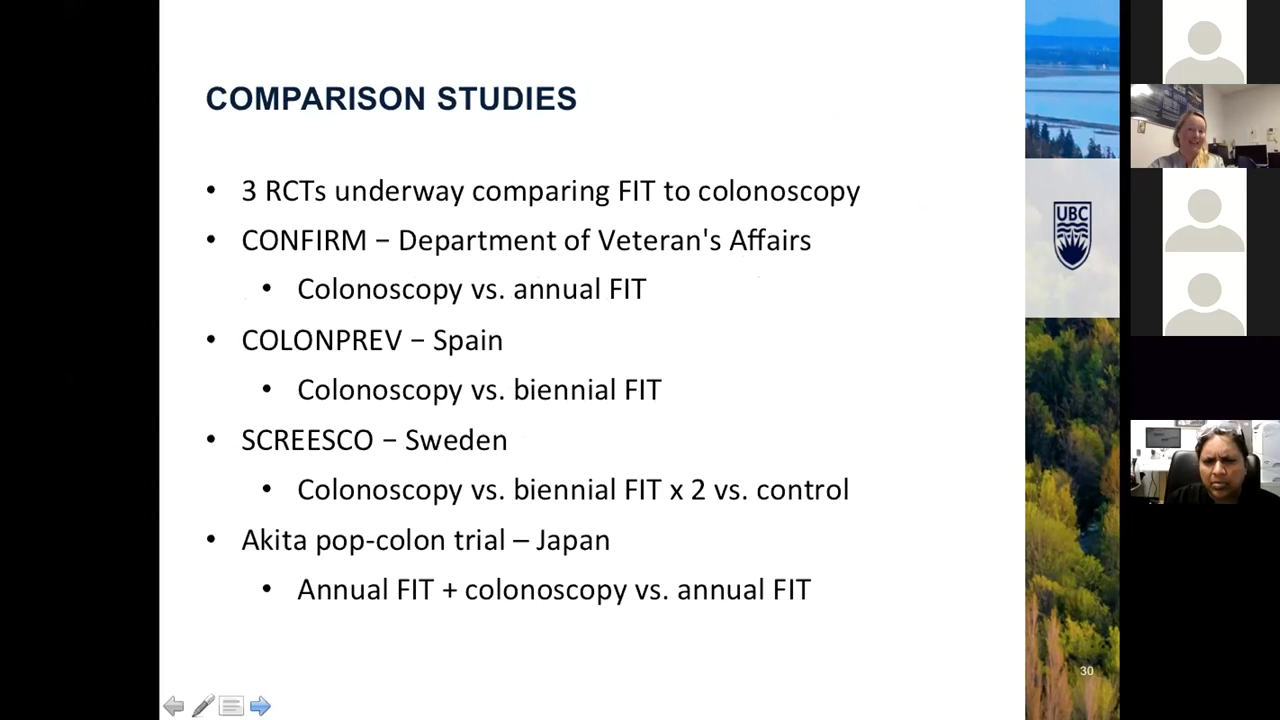 COMPARISON STUDIES
• 3 RCTs underway comparing FIT to colonoscopy
• CONFIRM – Department of Veteran's Affairs
• Colonoscopy vs. annual FIT
• COLONPREV – Spain
• Colonoscopy vs. biennial FIT
• SCREESCO – Sweden
• Colonoscopy vs. biennial FIT x 2 vs. control
• Akita pop-colon trial – Japan
• Annual FIT + colonoscopy vs. annual FIT
UBC
30